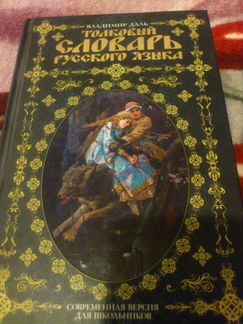 ВЛАДИМИР ДАЛЬ
ТОЛКОВЫЙ
СЛОВАРЬ
РУССКОГО ЯЗЫКА
СОВРЕМЕННАЯ ВЕРСИЯ
ДЛЯ ШКОЛЬНИКОВ